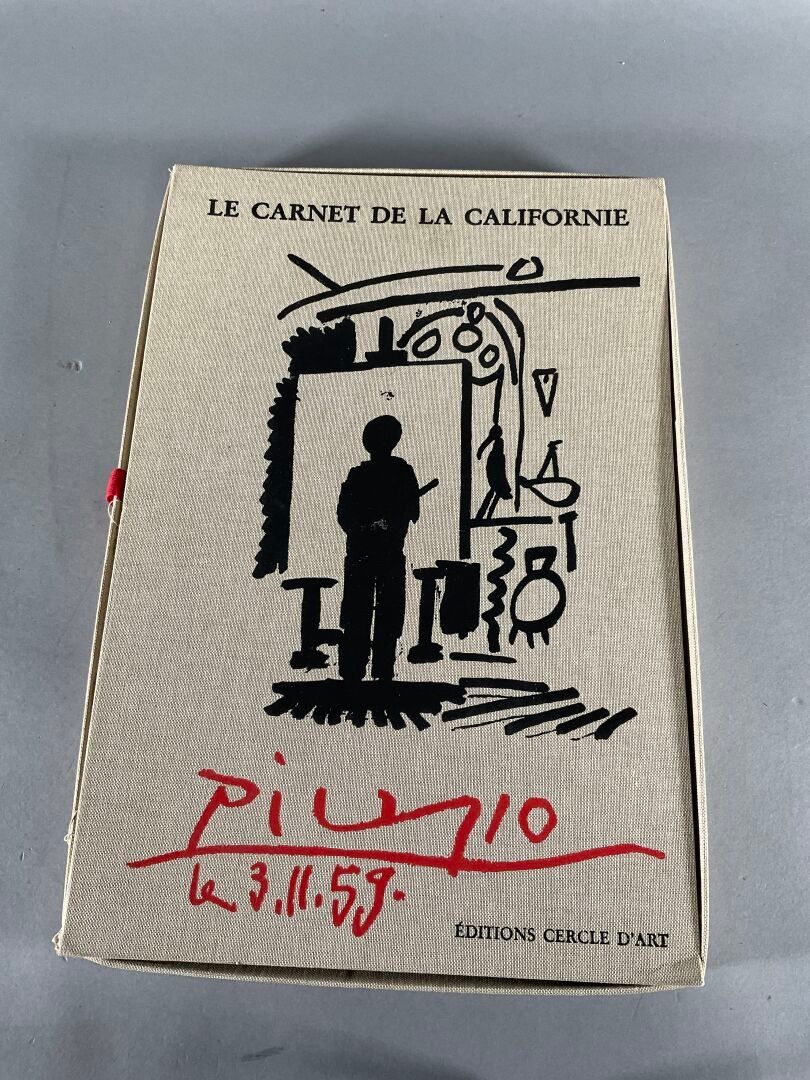 LE CARNET DE LA CALIFORNIE
Picasso
le 3.11.59.
ÉDITIONS CERCLE D'ART